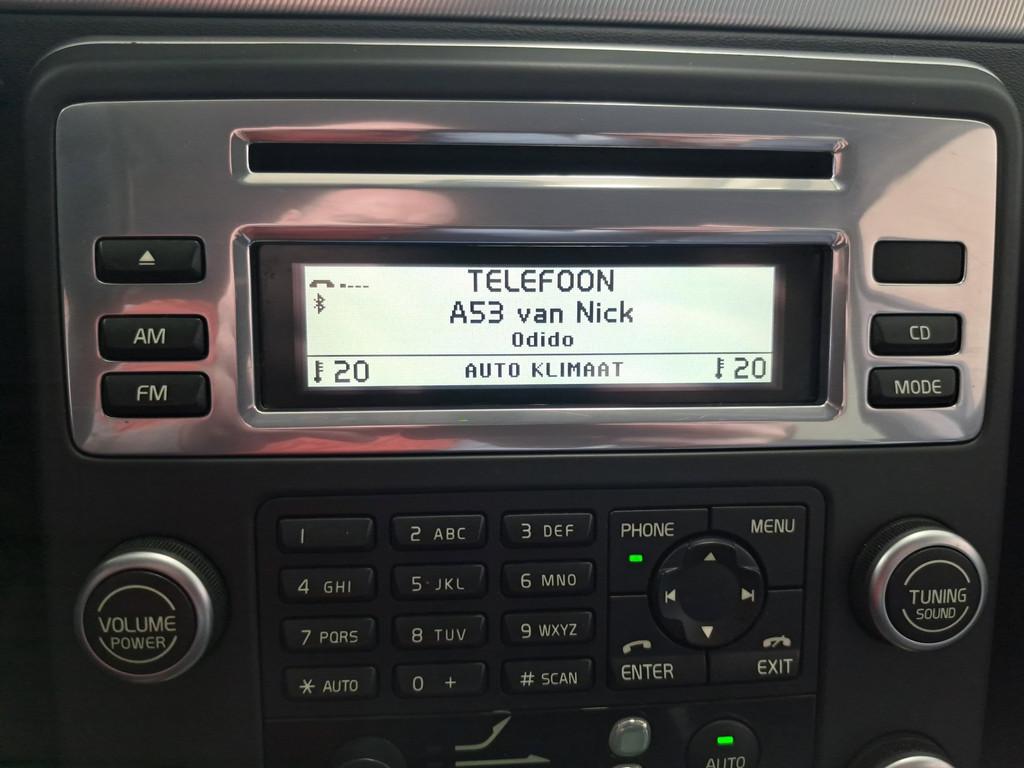 TELEFOON
A53 van Nick
Odido
20 AUTO KLIMAAT 20
AM
FM
CD
MODE
1
2 ABC
3 DEF
4 GHI
5 JKL
6 MNO
7 PQRS
8 TUV
9 WXYZ
* AUTO
0 +
# SCAN
PHONE
MENU
ENTER
EXIT
VOLUME
POWER
TUNING
SOUND
AUTO